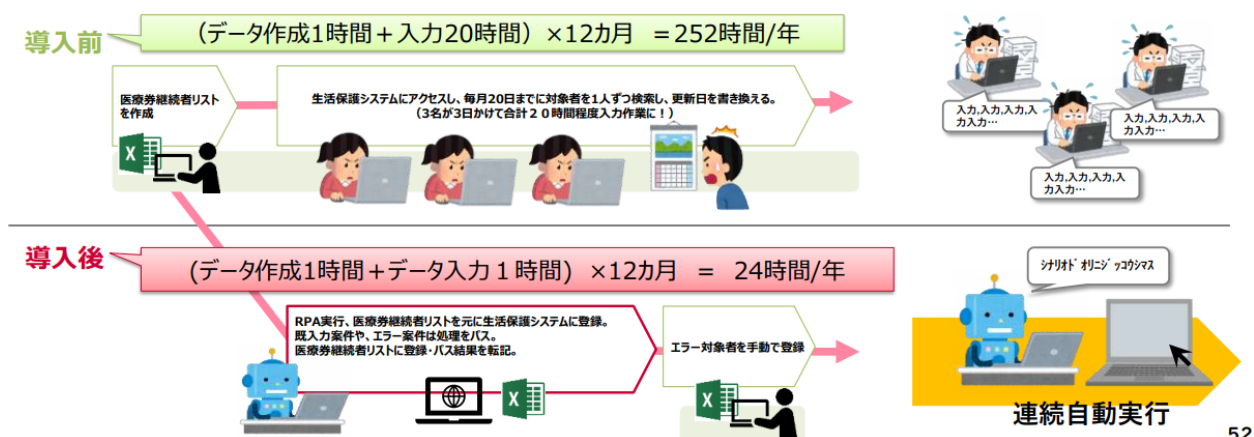 導入前
(データ作成1時間＋入力20時間) ×12カ月 ＝252時間/年
医療券継続者リスト
を作成
生活保護システムにアクセスし、毎月20日までに対象者を1人ずつ検索し、更新日を書き換える。
（3名が3日かけて合計２０時間程度入力作業に！）
入力,入力,入力,入
力入力…
入力,入力,入力,入
力入力…
入力,入力,入力,入
力入力…
導入後
(データ作成1時間＋データ入力１時間) ×12カ月 ＝ 24時間/年
RPA実行、医療券継続者リストを元に生活保護システムに登録。
既入力案件や、エラー案件は処理をパス。
医療券継続者リストに登録・パス結果を転記。
エラー対象者を手動で登録
ｼﾅﾘｵﾄﾞｵﾘﾆｼﾞｯｺｳｼﾏｽ
連続自動実行
52